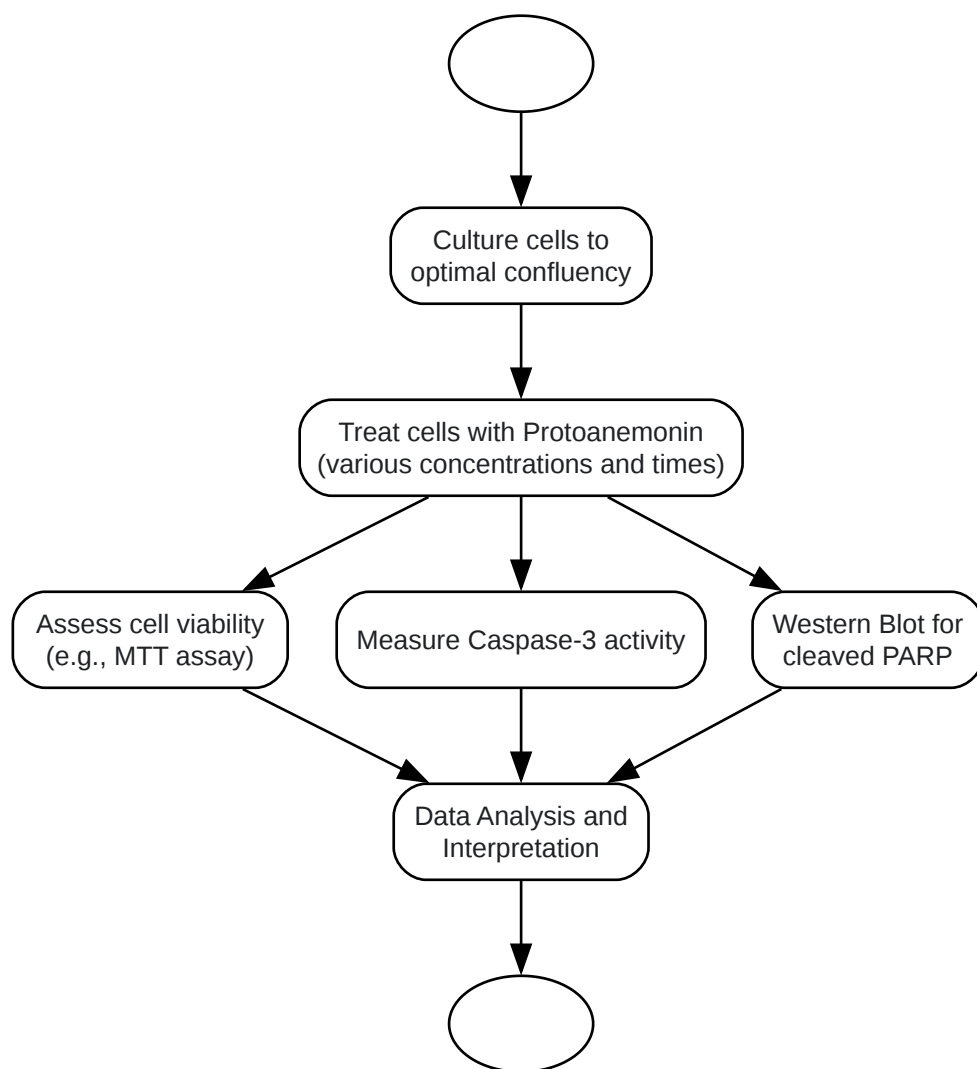 Culture cells to
optimal confluency
Treat cells with Protoanemonin
(various concentrations and times)
Assess cell viability
(e.g., MTT assay)
Measure Caspase-3 activity
Western Blot for
cleaved PARP
Data Analysis and
Interpretation